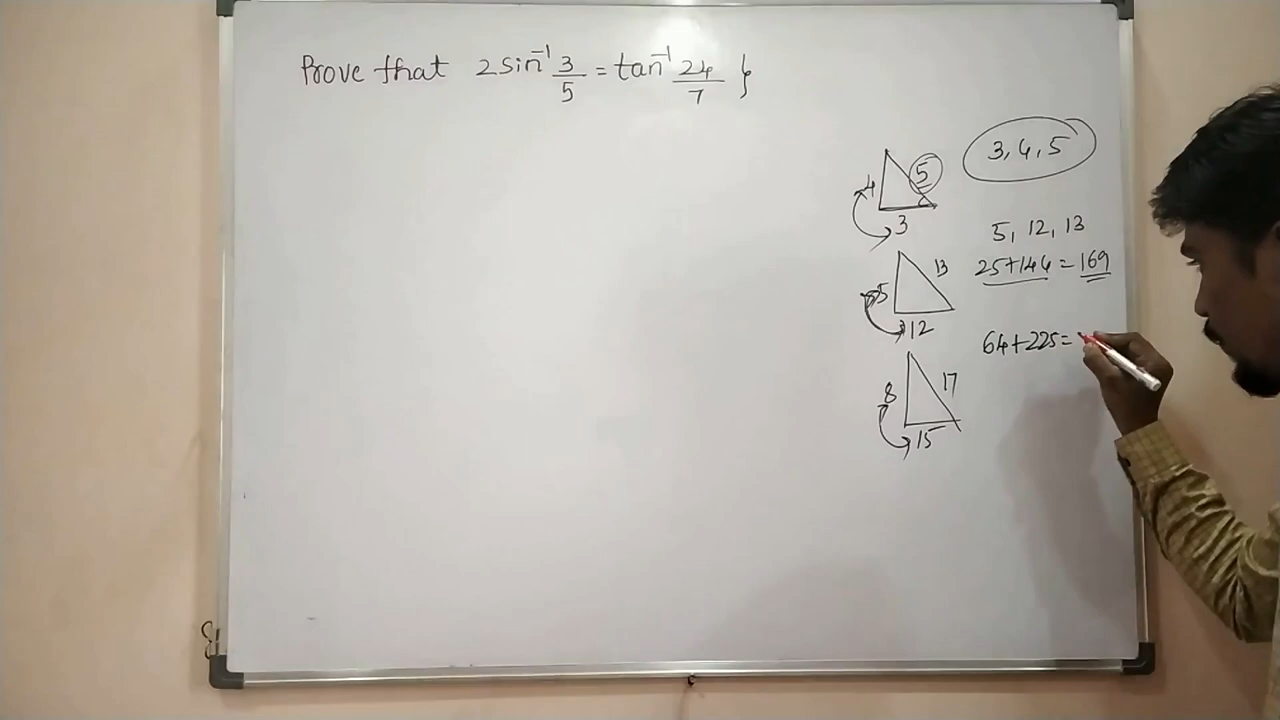 Prove that 2sin⁻¹ 3/5 = tan⁻¹ 24/7 }
3, 4, 5
4
5
3
5, 12, 13
25+144 = 169
5
13
12
64+225=
8
17
15